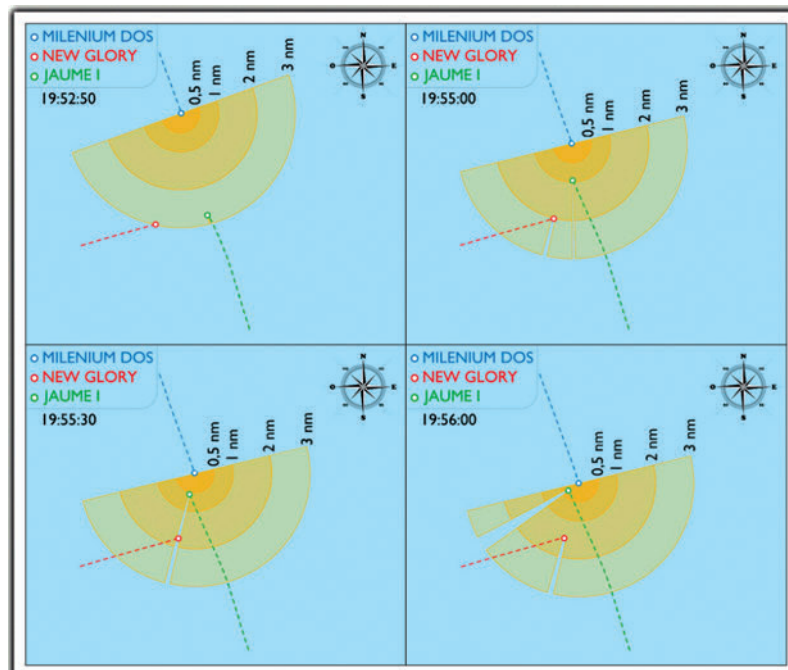 MILENIUM DOS
NEW GLORY
JAUME I
19:52:50
0,5 nm
1 nm
2 nm
3 nm
N
E
S
O
MILENIUM DOS
NEW GLORY
JAUME I
19:55:00
0,5 nm
1 nm
2 nm
3 nm
N
E
S
O
MILENIUM DOS
NEW GLORY
JAUME I
19:55:30
0,5 nm
1 nm
2 nm
3 nm
N
E
S
O
MILENIUM DOS
NEW GLORY
JAUME I
19:56:00
0,5 nm
1 nm
2 nm
3 nm
N
E
S
O